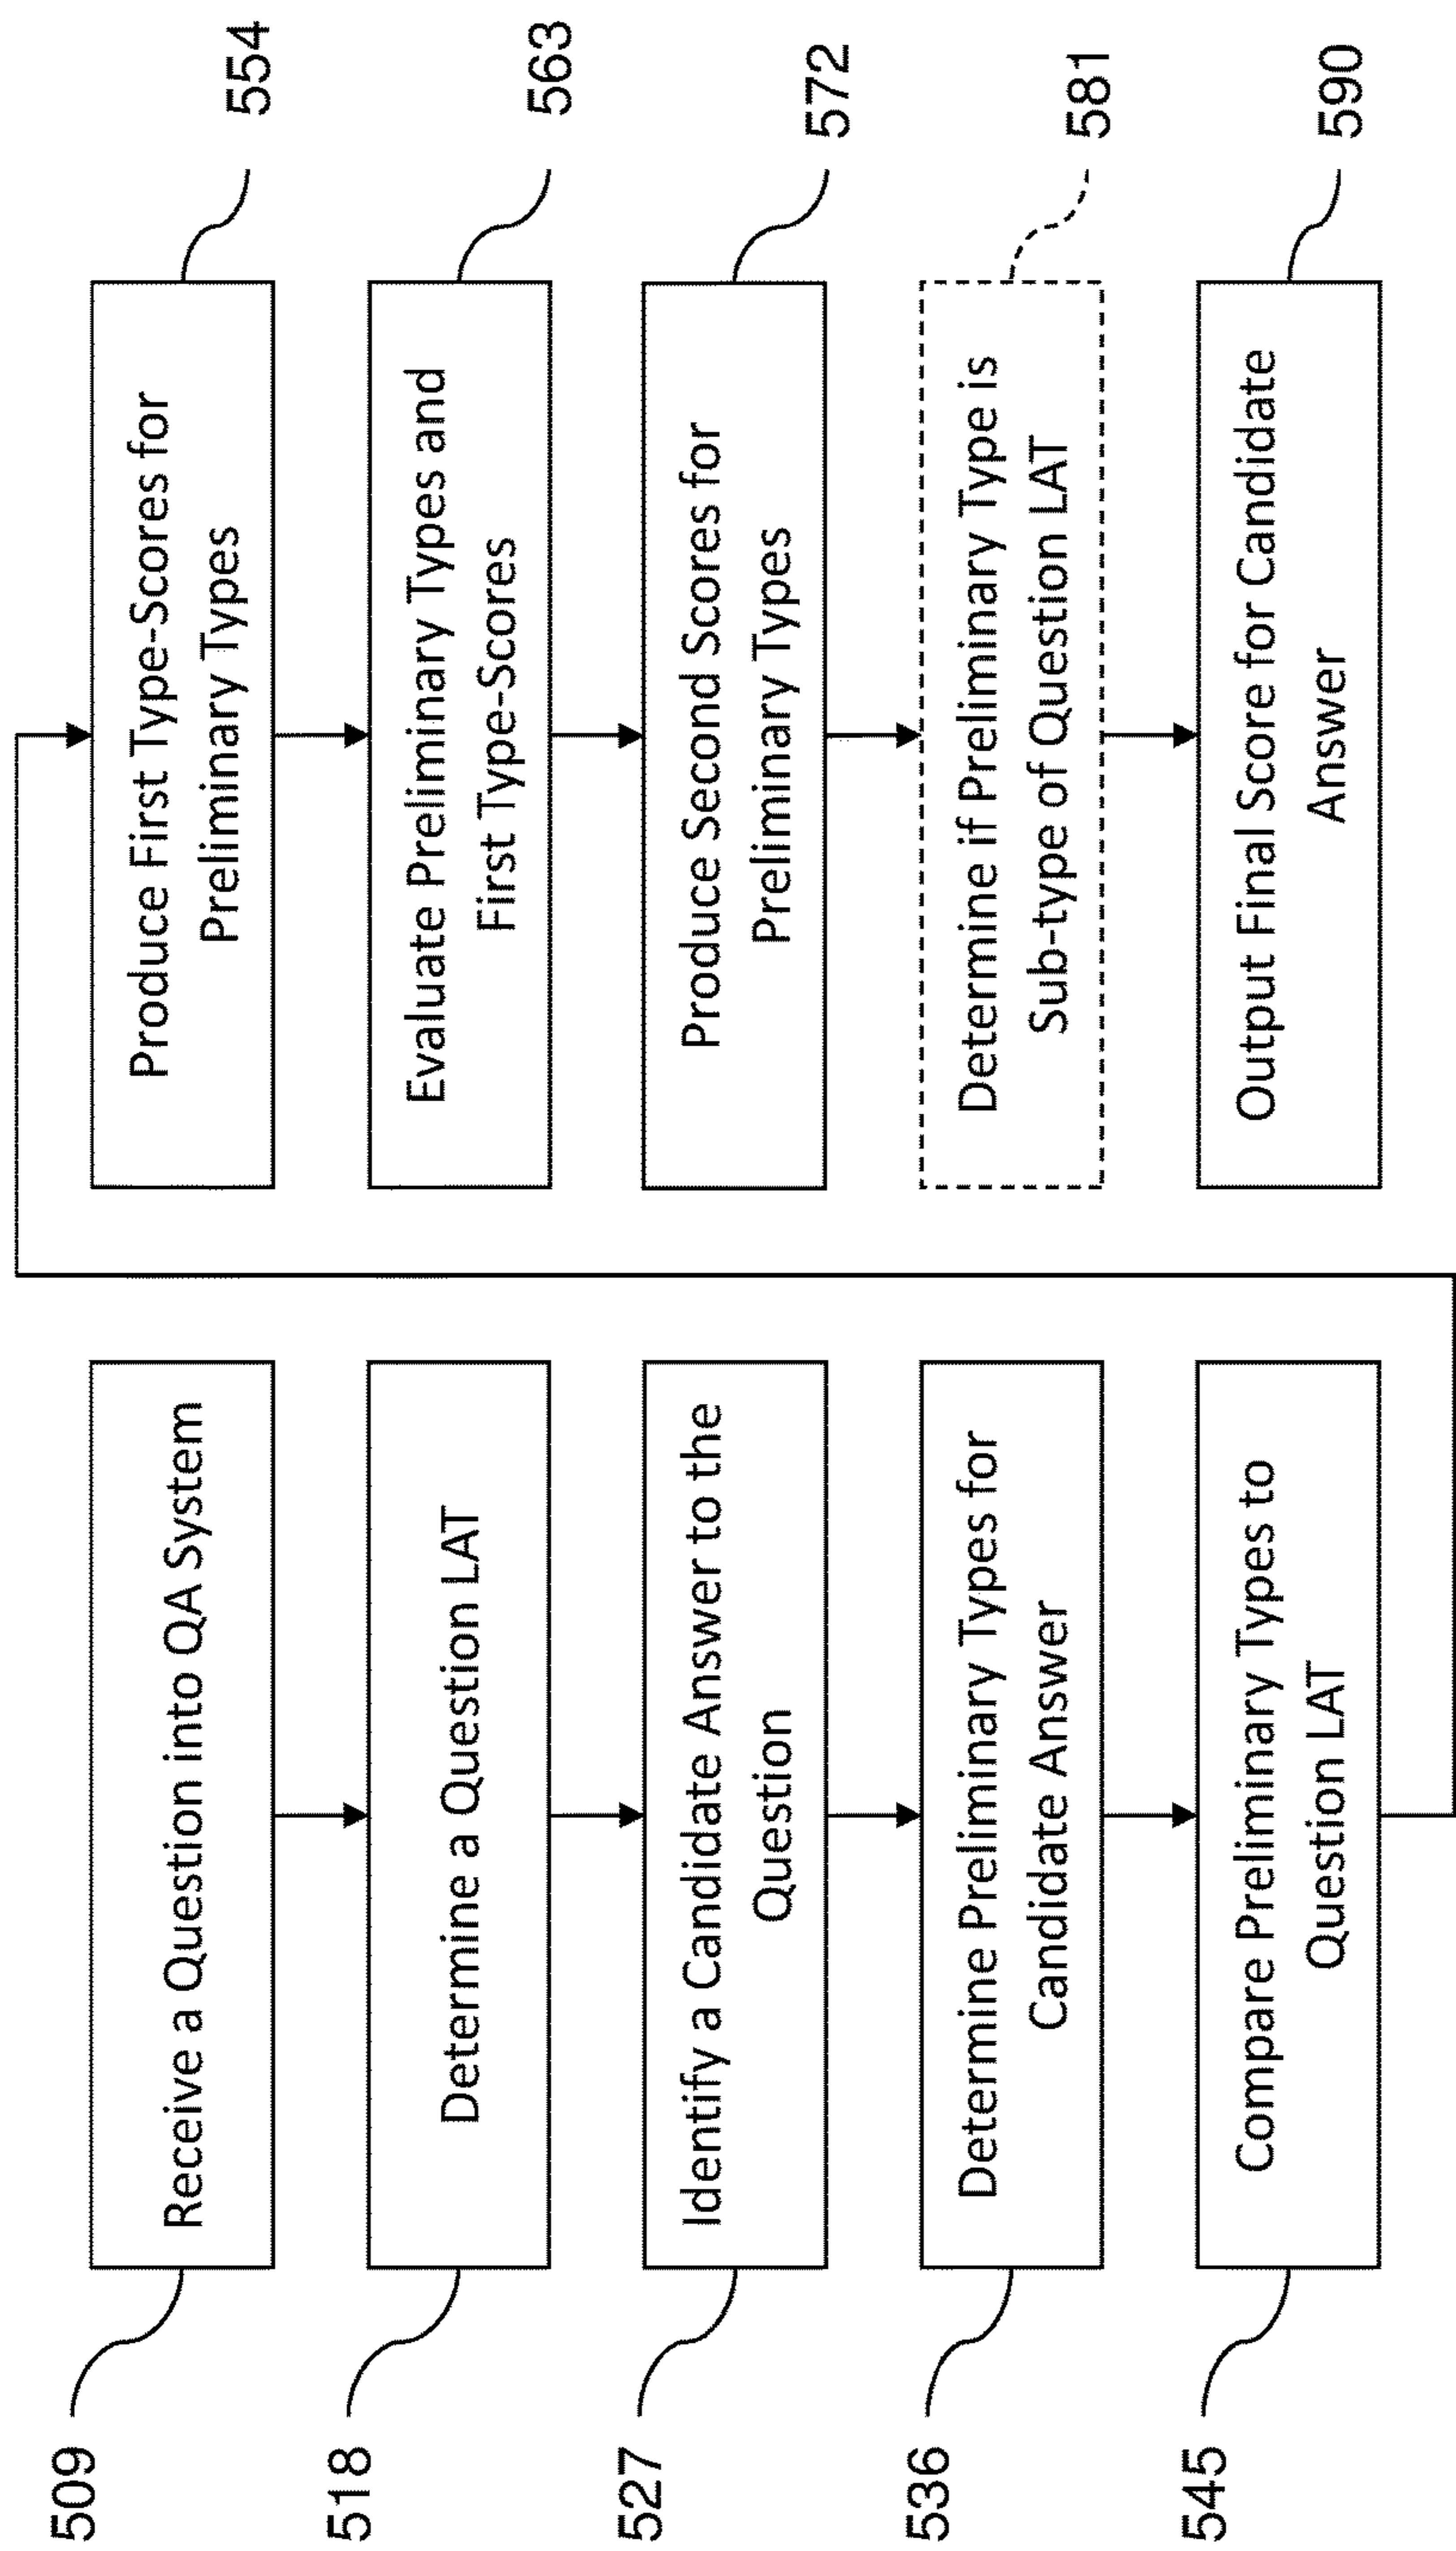 509
Receive a Question into QA System
518
Determine a Question LAT
527
Identify a Candidate Answer to the
Question
536
Determine Preliminary Types for
Candidate Answer
545
Compare Preliminary Types to
Question LAT
Produce First Type-Scores for
Preliminary Types
554
Evaluate Preliminary Types and
First Type-Scores
563
Produce Second Scores for
Preliminary Types
572
Determine if Preliminary Type is
Sub-type of Question LAT
581
Output Final Score for Candidate
Answer
590